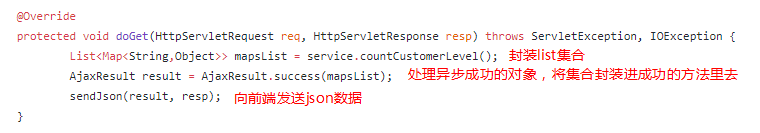 @Override
protected void doGet(HttpServletRequest req, HttpServletResponse resp) throws ServletException, IOException {
List<Map<String,Object>> mapsList = service.countCustomerLevel(); 封装list集合
AjaxResult result = AjaxResult.success(mapsList); 处理异步成功的对象，将集合封装进成功的方法里去
sendJson(result, resp); 向前端发送json数据
}